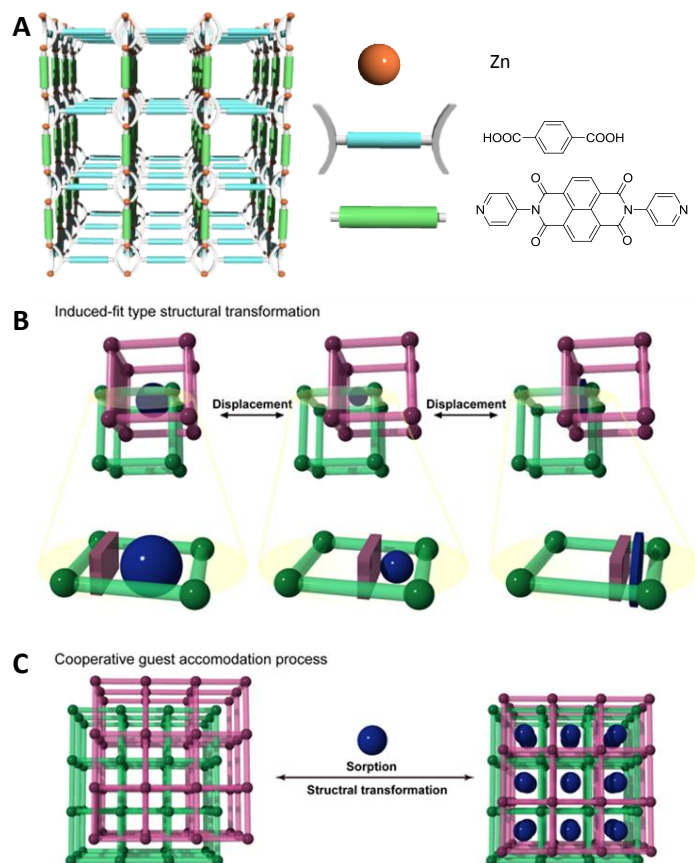 A
Zn
HOOC
COOH
O
O
N
N
N
N
O
O
B
Induced-fit type structural transformation
Displacement
Displacement
C
Cooperative guest accomodation process
Sorption
Structral transformation